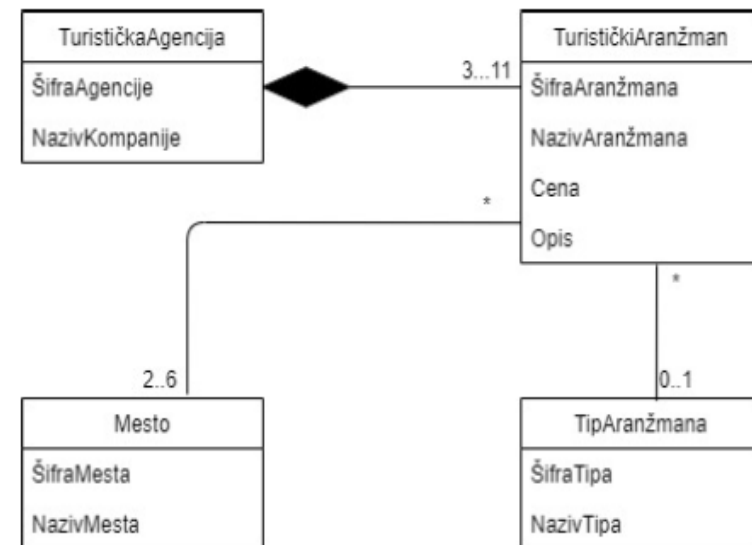 TurističkaAgencija
ŠifraAgencije
NazivKompanije
3...11
TurističkiAranžman
ŠifraAranžmana
NazivAranžmana
Cena
Opis
*
*
2..6
0..1
Mesto
ŠifraMesta
NazivMesta
TipAranžmana
ŠifraTipa
NazivTipa